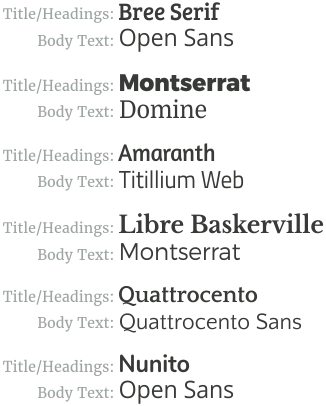 Title/Headings: Bree Serif
Body Text: Open Sans
Title/Headings: Montserrat
Body Text: Domine
Title/Headings: Amaranth
Body Text: Titillium Web
Title/Headings: Libre Baskerville
Body Text: Montserrat
Title/Headings: Quattrocento
Body Text: Quattrocento Sans
Title/Headings: Nunito
Body Text: Open Sans